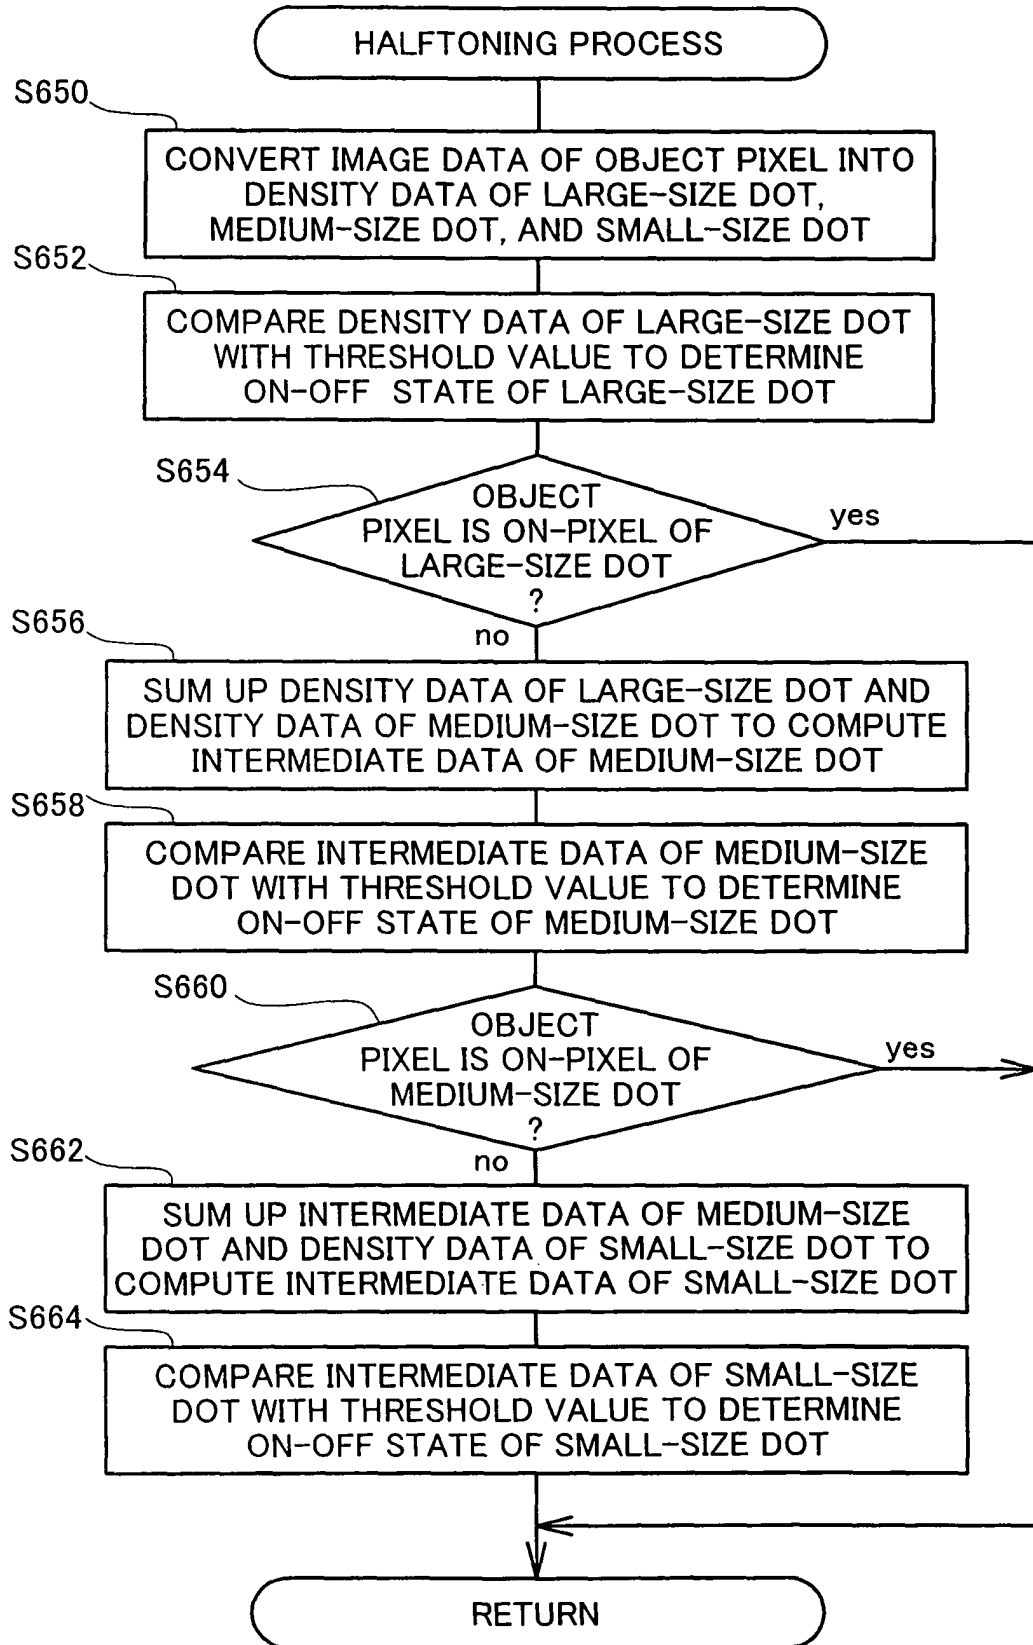 HALFTONING PROCESS
S650
CONVERT IMAGE DATA OF OBJECT PIXEL INTO
DENSITY DATA OF LARGE-SIZE DOT,
MEDIUM-SIZE DOT, AND SMALL-SIZE DOT
S652
COMPARE DENSITY DATA OF LARGE-SIZE DOT
WITH THRESHOLD VALUE TO DETERMINE
ON-OFF STATE OF LARGE-SIZE DOT
S654
OBJECT
PIXEL IS ON-PIXEL OF
LARGE-SIZE DOT
?
yes
no
S656
SUM UP DENSITY DATA OF LARGE-SIZE DOT AND
DENSITY DATA OF MEDIUM-SIZE DOT TO COMPUTE
INTERMEDIATE DATA OF MEDIUM-SIZE DOT
S658
COMPARE INTERMEDIATE DATA OF MEDIUM-SIZE
DOT WITH THRESHOLD VALUE TO DETERMINE
ON-OFF STATE OF MEDIUM-SIZE DOT
S660
OBJECT
PIXEL IS ON-PIXEL OF
MEDIUM-SIZE DOT
?
yes
no
S662
SUM UP INTERMEDIATE DATA OF MEDIUM-SIZE
DOT AND DENSITY DATA OF SMALL-SIZE DOT TO
COMPUTE INTERMEDIATE DATA OF SMALL-SIZE DOT
S664
COMPARE INTERMEDIATE DATA OF SMALL-SIZE
DOT WITH THRESHOLD VALUE TO DETERMINE
ON-OFF STATE OF SMALL-SIZE DOT
RETURN